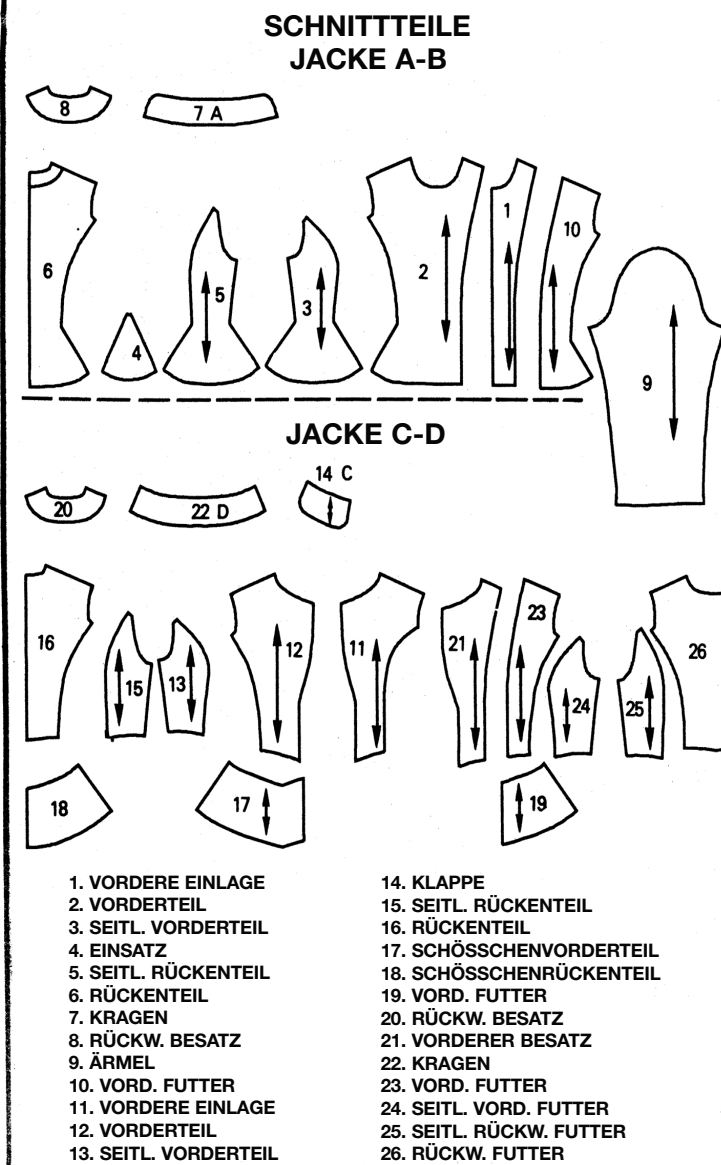 SCHNITTTEILE
JACKE A-B
8
7 A
6
4
5
3
2
1
10
9
JACKE C-D
20
22 D
14 C
16
15
13
12
11
21
23
24
25
26
18
17
19
1. VORDERE EINLAGE
2. VORDERTEIL
3. SEITL. VORDERTEIL
4. EINSATZ
5. SEITL. RÜCKENTEIL
6. RÜCKENTEIL
7. KRAGEN
8. RÜCKW. BESATZ
9. ÄRMEL
10. VORD. FUTTER
11. VORDERE EINLAGE
12. VORDERTEIL
13. SEITL. VORDERTEIL
14. KLAPPE
15. SEITL. RÜCKENTEIL
16. RÜCKENTEIL
17. SCHÖSSCHENVORDERTEIL
18. SCHÖSSCHENRÜCKENTEIL
19. VORD. FUTTER
20. RÜCKW. BESATZ
21. VORDERER BESATZ
22. KRAGEN
23. VORD. FUTTER
24. SEITL. VORD. FUTTER
25. SEITL. RÜCKW. FUTTER
26. RÜCKW. FUTTER